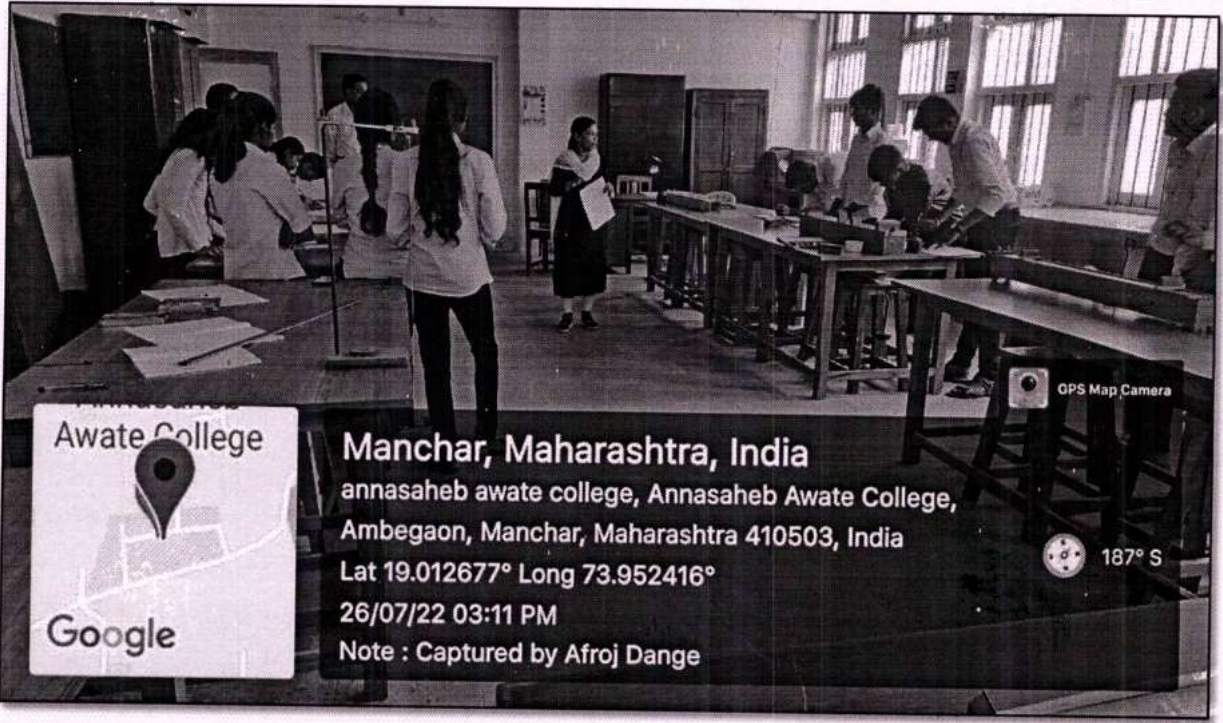 GPS Map Camera
Awate College
Google
Manchar, Maharashtra, India
annasaheb awate college, Annasaheb Awate College,
Ambegaon, Manchar, Maharashtra 410503, India
Lat 19.012677° Long 73.952416°
26/07/22 03:11 PM
Note : Captured by Afroj Dange
187° S